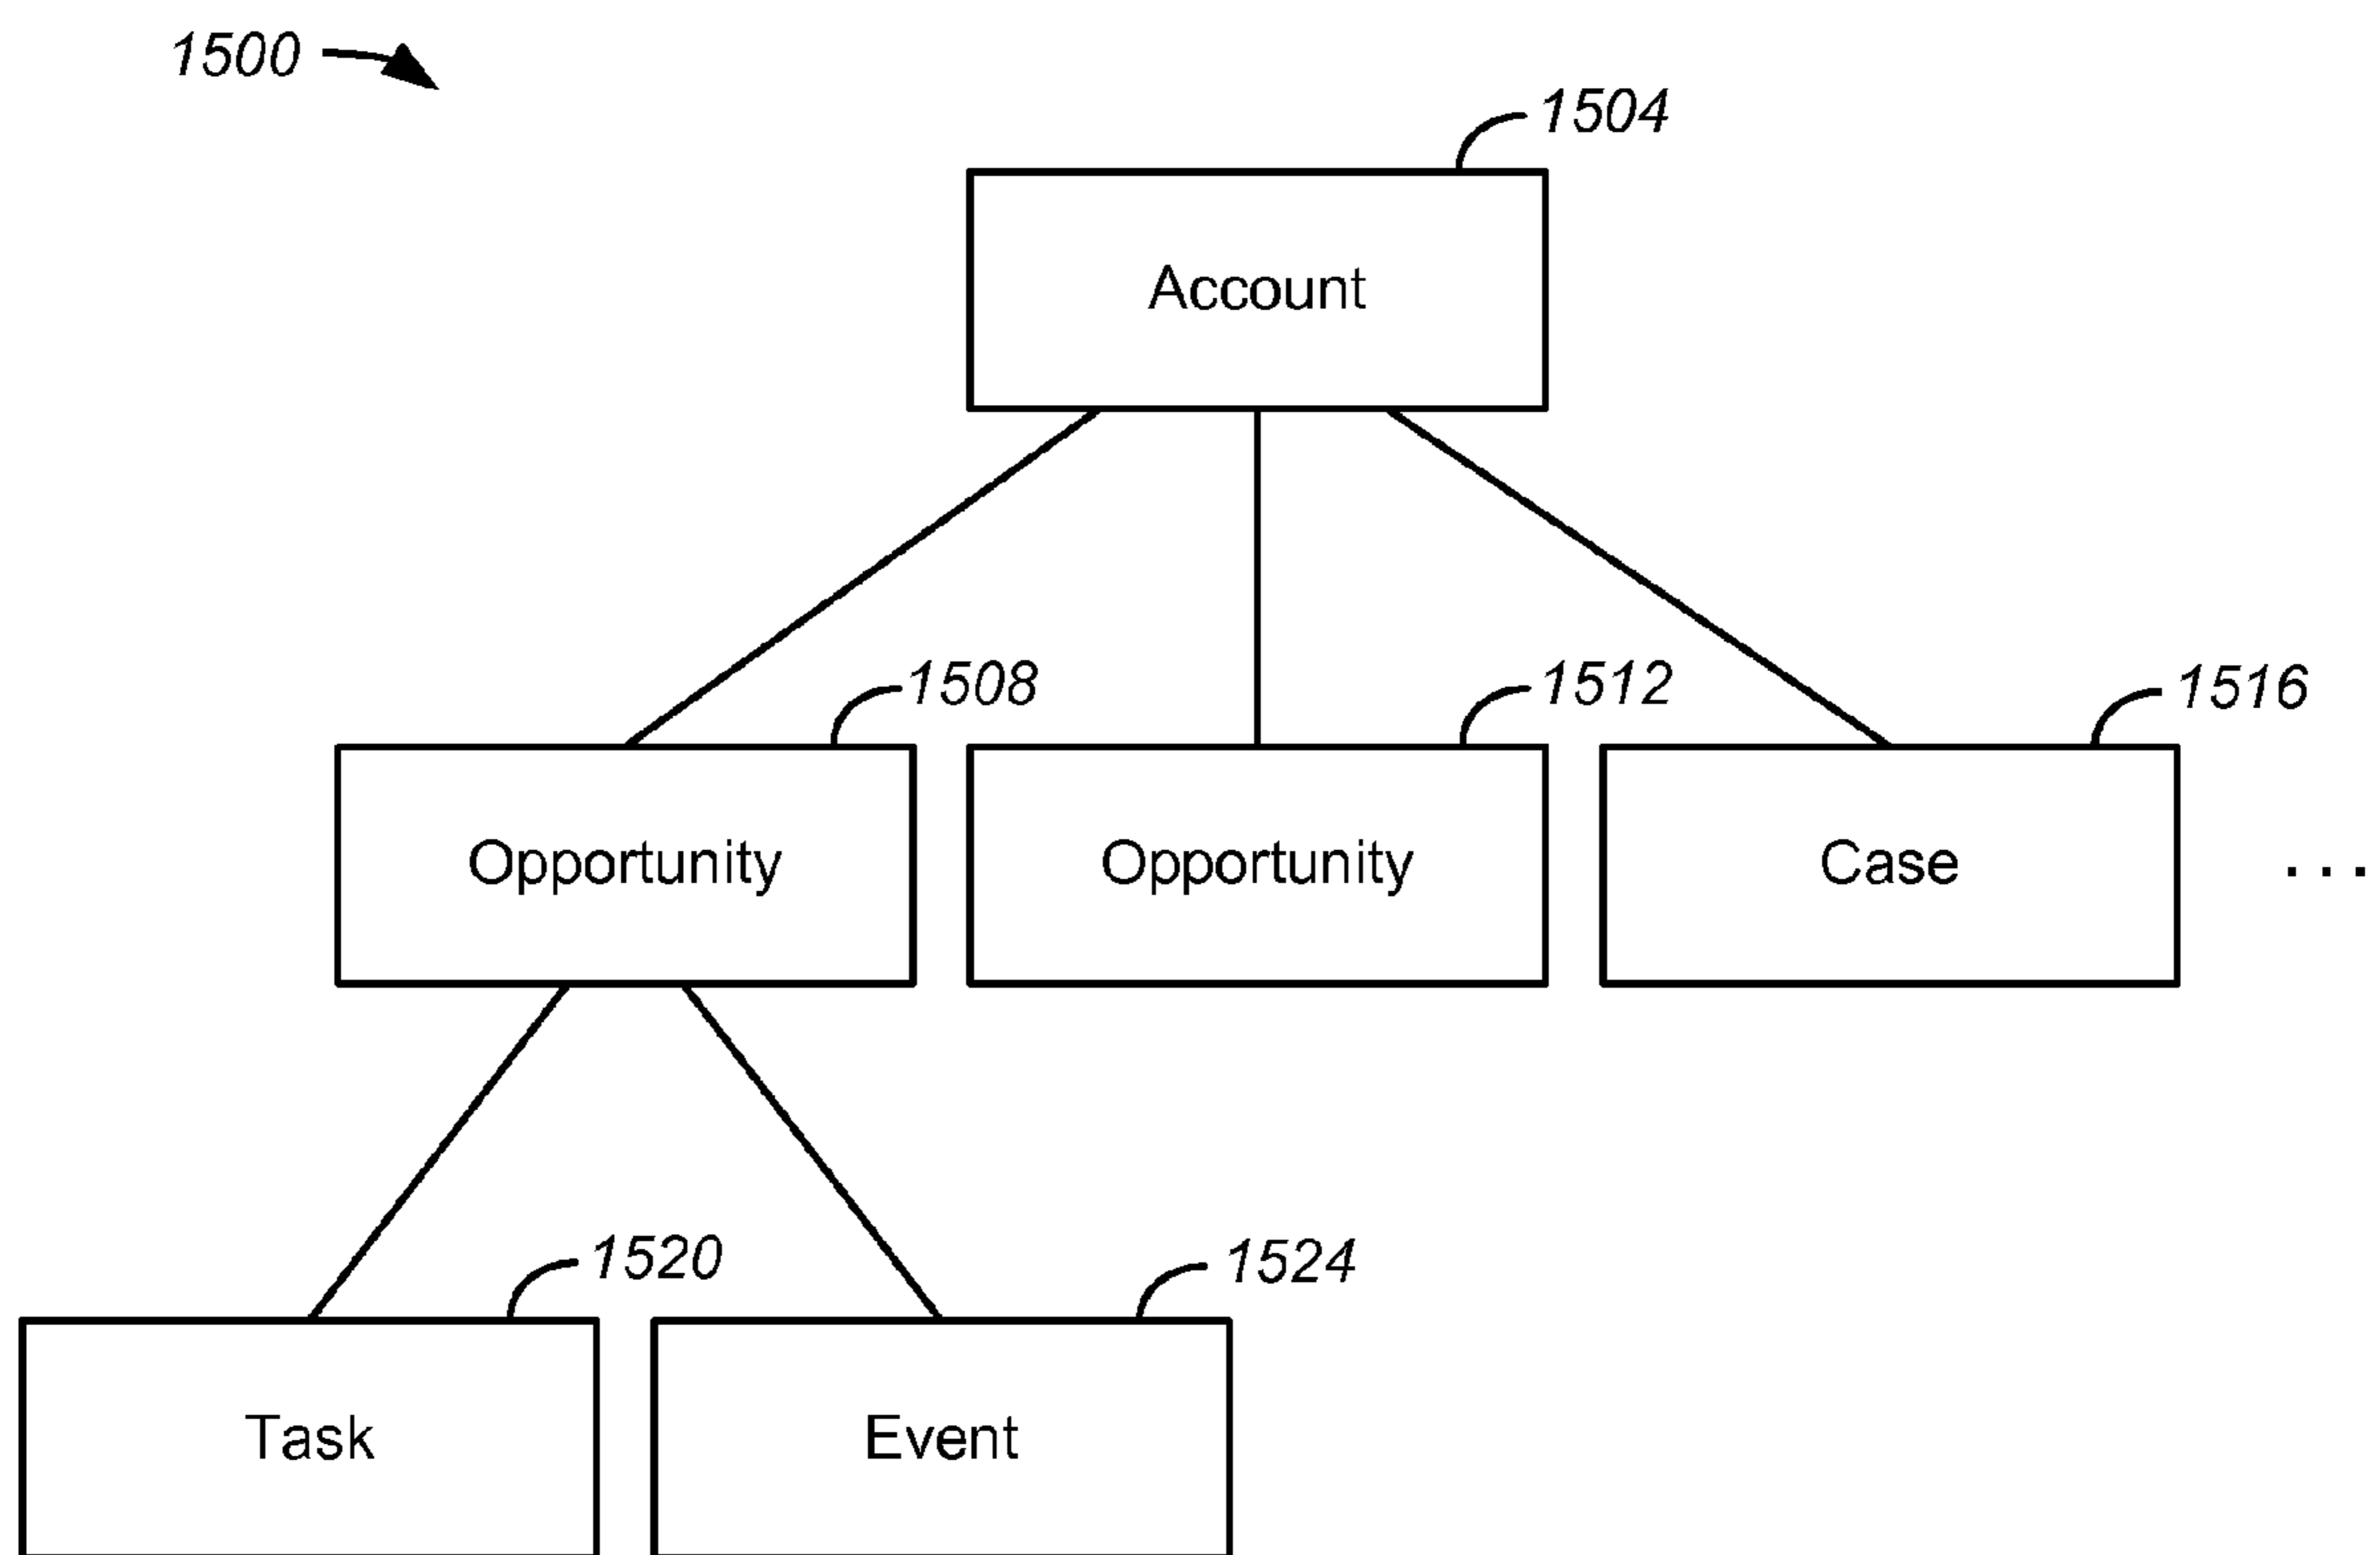 1500
1504
Account
1508
1512
1516
Opportunity
Opportunity
Case
...
1520
1524
Task
Event